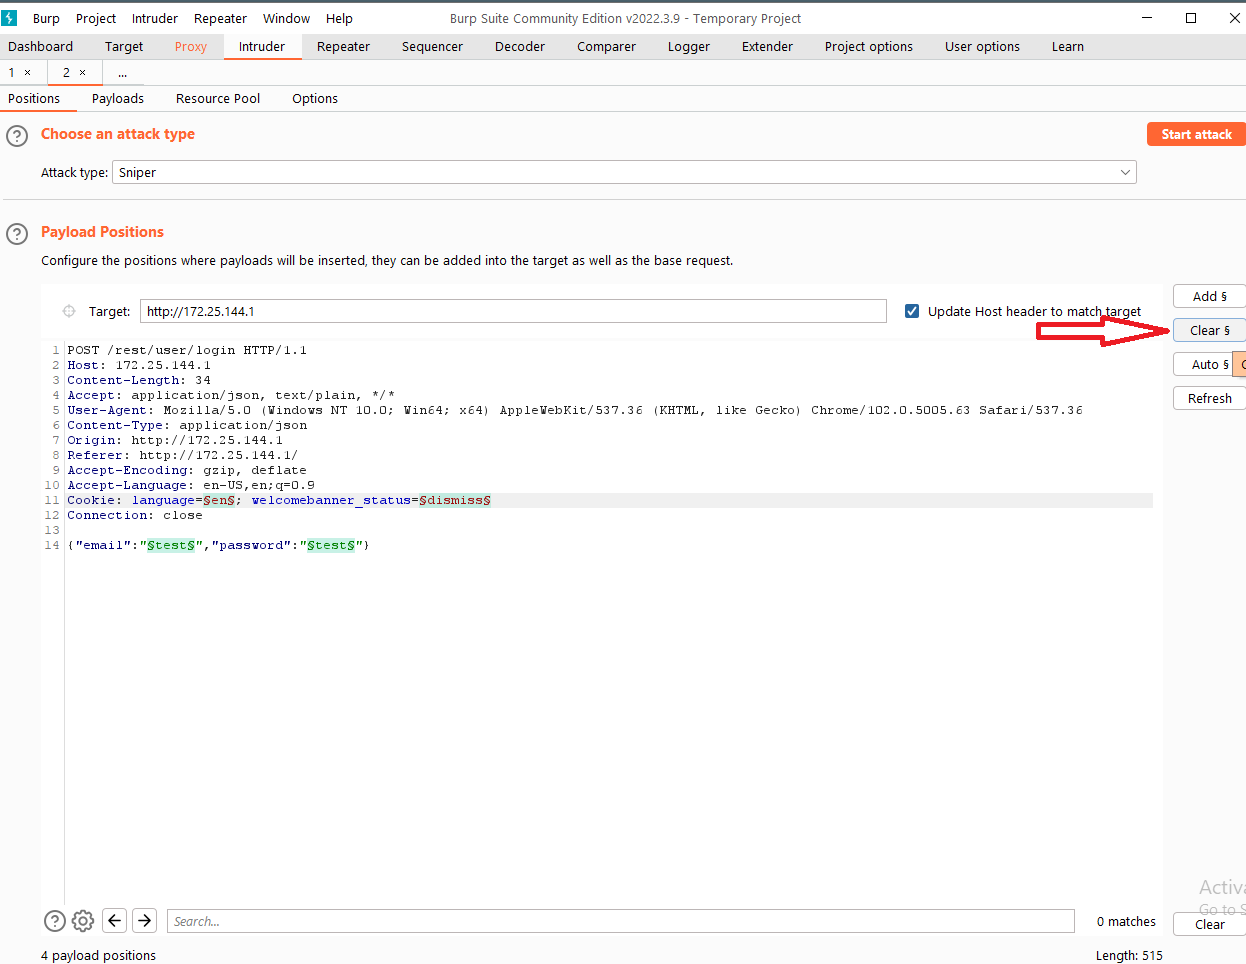 Burp Project Intruder Repeater Window Help Burp Suite Community Edition v2022.3.9 - Temporary Project
Dashboard Target Proxy Intruder Repeater Sequencer Decoder Comparer Logger Extender Project options User options Learn
1 × 2 × ...
Positions Payloads Resource Pool Options
? Choose an attack type Start attack
Attack type: Sniper
? Payload Positions
Configure the positions where payloads will be inserted, they can be added into the target as well as the base request.
Add §
Target: http://172.25.144.1 Update Host header to match target
Clear §
1 POST /rest/user/login HTTP/1.1
2 Host: 172.25.144.1
Auto §
3 Content-Length: 34
4 Accept: application/json, text/plain, */*
Refresh
5 User-Agent: Mozilla/5.0 (Windows NT 10.0; Win64; x64) AppleWebKit/537.36 (KHTML, like Gecko) Chrome/102.0.5005.63 Safari/537.36
6 Content-Type: application/json
7 Origin: http://172.25.144.1
8 Referer: http://172.25.144.1/
9 Accept-Encoding: gzip, deflate
10 Accept-Language: en-US,en;q=0.9
11 Cookie: language=§en§; welcomebanner_status=§dismiss§
12 Connection: close
13
14 {"email":"§test§","password":"§test§"}
Activa
Go to S
? Search... 0 matches Clear
4 payload positions Length: 515